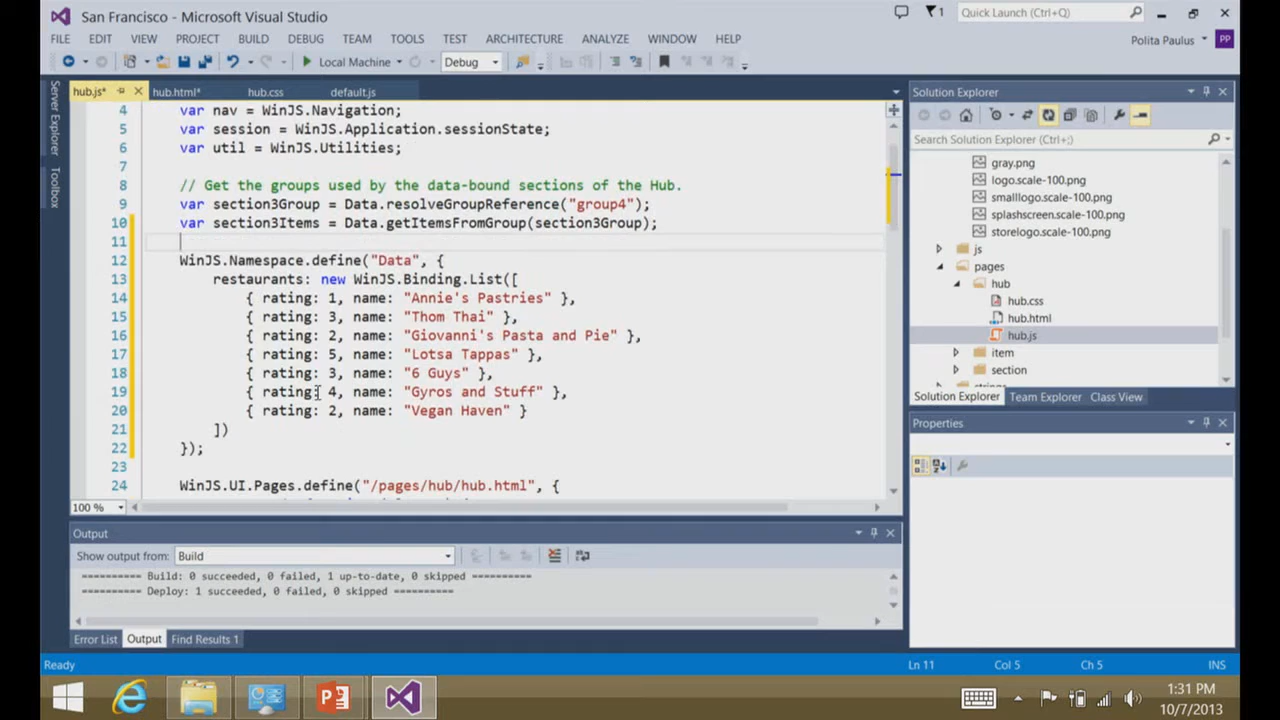 San Francisco - Microsoft Visual Studio
1
Quick Launch (Ctrl+Q)
FILE EDIT VIEW PROJECT BUILD DEBUG TEAM TOOLS TEST ARCHITECTURE ANALYZE WINDOW HELP
Polita Paulus PP
Local Machine
Debug
Server Explorer
Toolbox
hub.js* hub.html* hub.css default.js
4 var nav = WinJS.Navigation;
5 var session = WinJS.Application.sessionState;
6 var util = WinJS.Utilities;
7
8 // Get the groups used by the data-bound sections of the Hub.
9 var section3Group = Data.resolveGroupReference("group4");
10 var section3Items = Data.getItemsFromGroup(section3Group);
11
12 WinJS.Namespace.define("Data", {
13 restaurants: new WinJS.Binding.List([
14 { rating: 1, name: "Annie's Pastries" },
15 { rating: 3, name: "Thom Thai" },
16 { rating: 2, name: "Giovanni's Pasta and Pie" },
17 { rating: 5, name: "Lotsa Tappas" },
18 { rating: 3, name: "6 Guys" },
19 { rating: 4, name: "Gyros and Stuff" },
20 { rating: 2, name: "Vegan Haven" }
21 ])
22 });
23
24 WinJS.UI.Pages.define("/pages/hub/hub.html", {
100 %
Output
Show output from: Build
========== Build: 0 succeeded, 0 failed, 1 up-to-date, 0 skipped ==========
========== Deploy: 1 succeeded, 0 failed, 0 skipped ==========
Error List Output Find Results 1
Solution Explorer
Search Solution Explorer (Ctrl+;)
gray.png
logo.scale-100.png
smalllogo.scale-100.png
splashscreen.scale-100.png
storelogo.scale-100.png
js
pages
hub
hub.css
hub.html
hub.js
item
section
Solution Explorer Team Explorer Class View
Properties
Ready
Ln 11 Col 5 Ch 5 INS
1:31 PM
10/7/2013